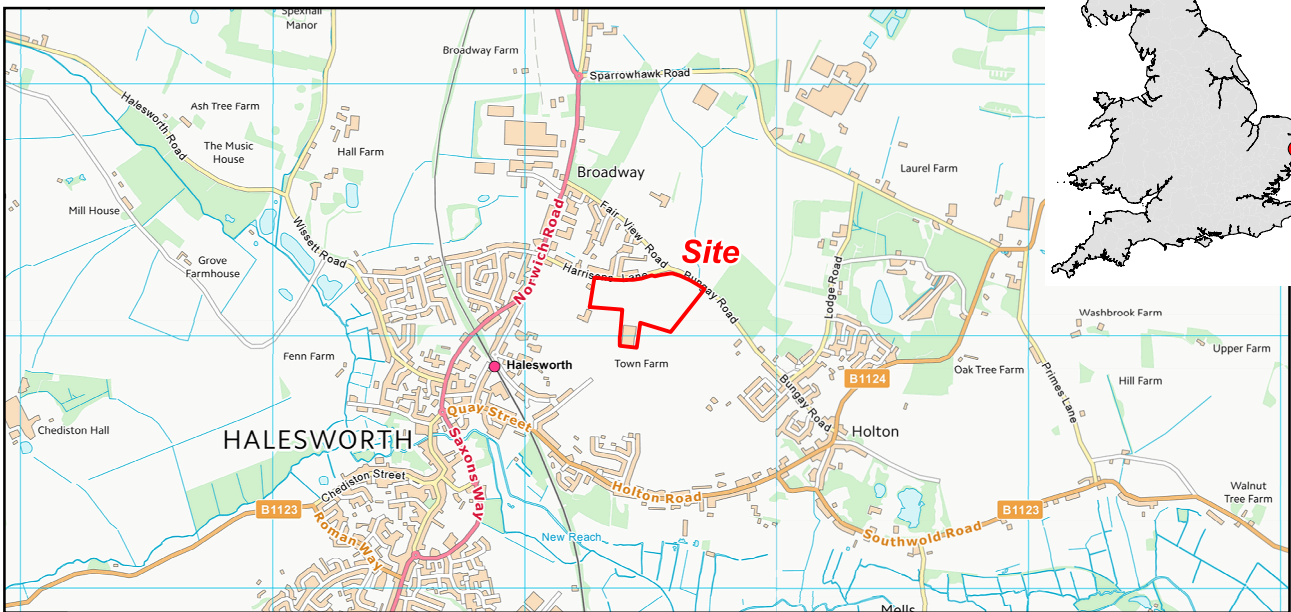 Spexhall
Manor
Broadway Farm
Sparrowhawk Road
Halesworth Road
Ash Tree Farm
The Music
House
Hall Farm
Laurel Farm
Broadway
Mill House
Fair View Road
Norwich Road
Wissett Road
Site
Grove
Farmhouse
Harrisons Lane
Bungay Road
Lodge Road
Washbrook Farm
Upper Farm
Fenn Farm
Halesworth
Town Farm
B1124
Oak Tree Farm
Hill Farm
Primes Lane
Bungay Road
Quay Street
Chediston Hall
HALESWORTH
Saxons Way
Holton
Chediston Street
Holton Road
Walnut
Tree Farm
B1123
B1123
Roman Way
Southwold Road
New Reach
Mells